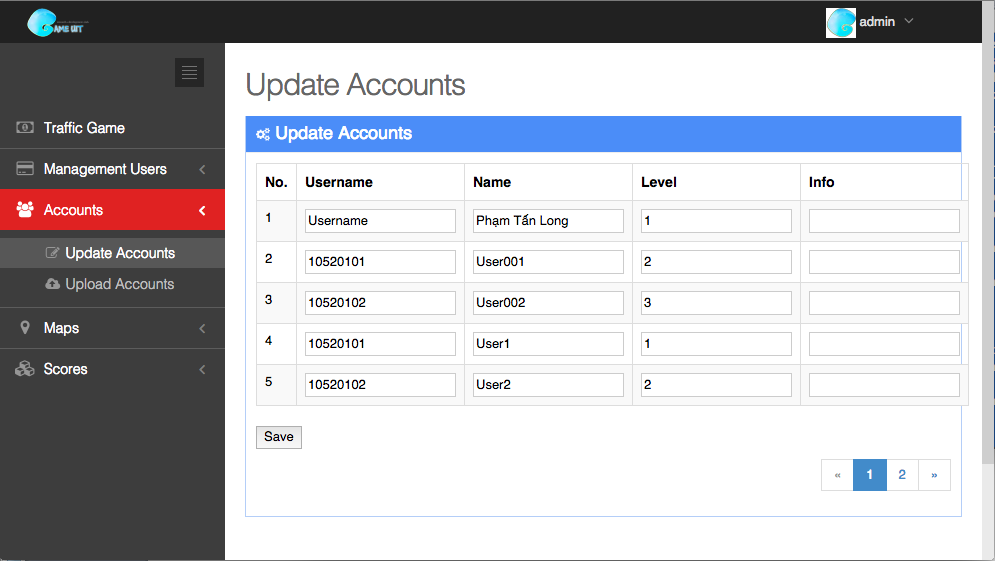 AME UIT
admin
Traffic Game
Management Users
Accounts
Update Accounts
Upload Accounts
Maps
Scores
Update Accounts
Update Accounts
No. Username Name Level Info
1 Username Phạm Tấn Long 1
2 10520101 User001 2
3 10520102 User002 3
4 10520101 User1 1
5 10520102 User2 2
Save
« 1 2 »